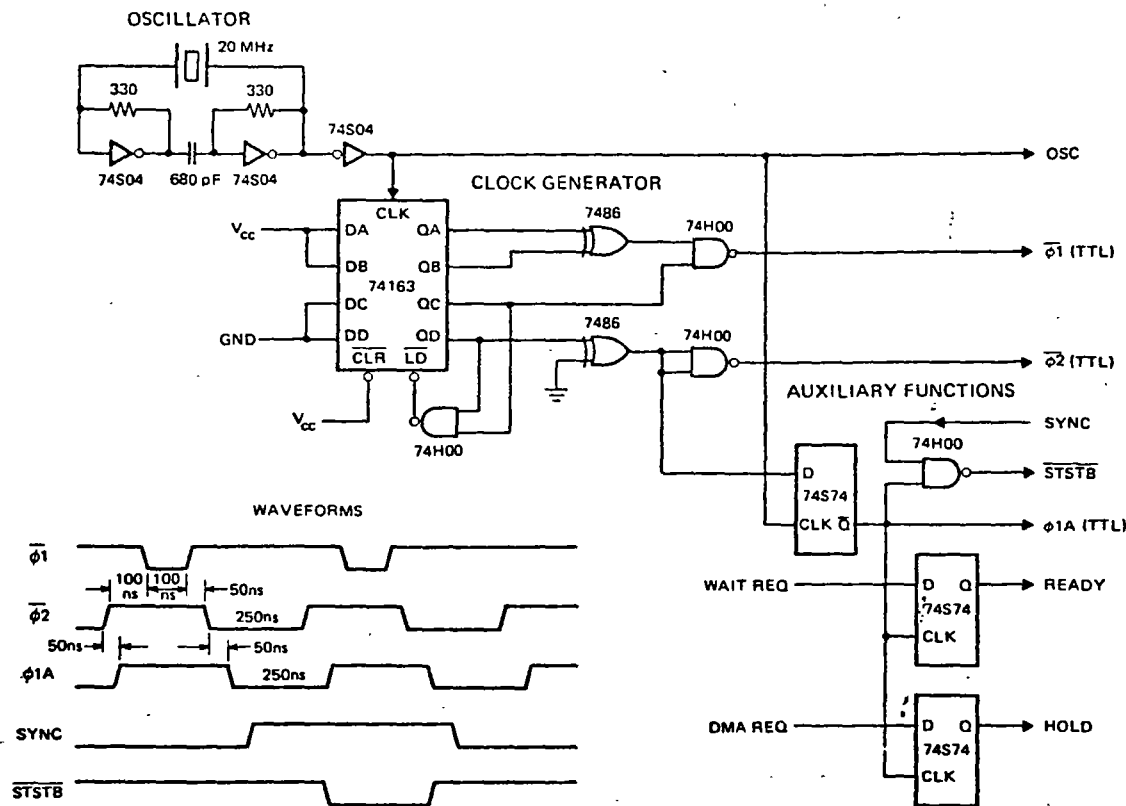 OSCILLATOR
20 MHz
330
330
74S04
74S04
680 pF
74S04
OSC
CLOCK GENERATOR
CLK
7486
74H00
VCC
DA
QA
φ1 (TTL)
DB
QB
74163
DC
QC
GND
DD
QD
7486
74H00
CLR
LD
φ2 (TTL)
VCC
74H00
AUXILIARY FUNCTIONS
SYNC
74H00
D
74S74
STSTB
CLK
Q
φ1A (TTL)
WAVEFORMS
φ1
100 ns
100 ns
50ns
WAIT REQ
D
Q
READY
74S74
CLK
φ2
250ns
50ns
50ns
φ1A
250ns
DMA REQ
D
Q
HOLD
74S74
CLK
SYNC
STSTB